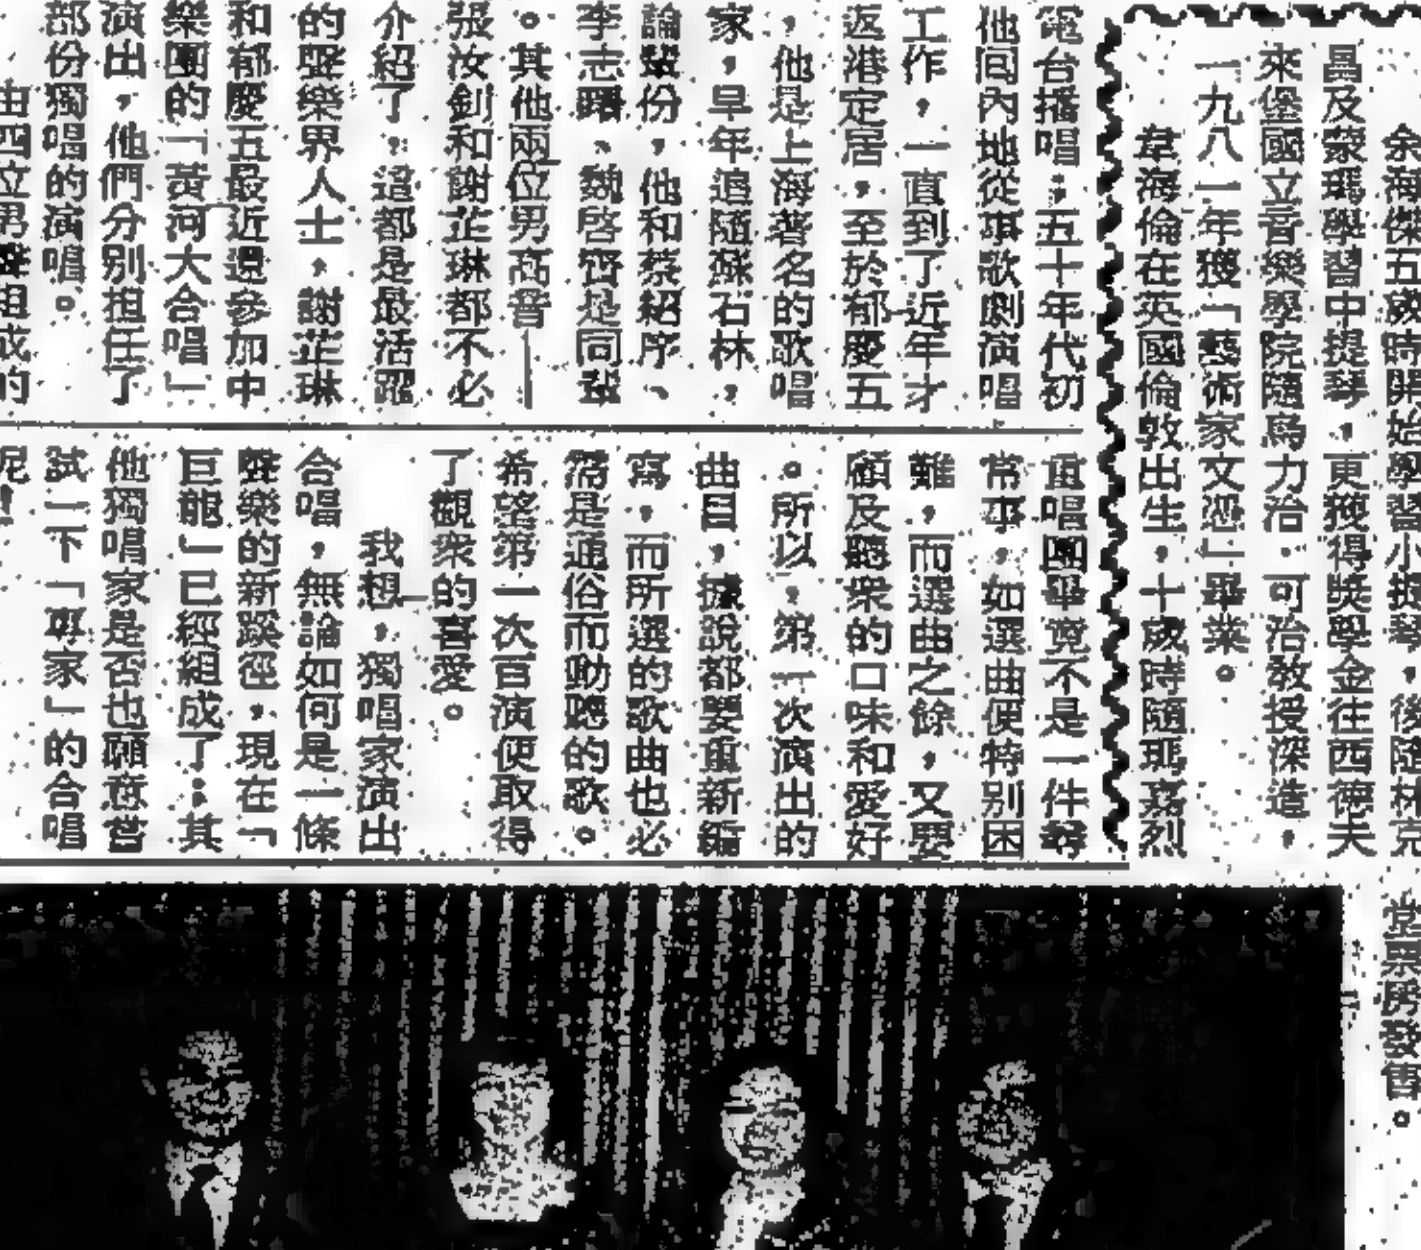 余海傑五歲時開始學習小提琴，後隨林克
昌及蒙瑪學習中提琴，更獲得獎學金往西德夫
來堡國立音樂學院隨烏力治·可治教授深造，
一九八一年獲「藝術家文憑」畢業。
韋海倫在英國倫敦出生，十歲時隨瑪嘉烈
堂票房發售。
電台播唱；五十年代初
他回內地從事歌劇演唱
工作，一直到了近年才
返港定居，至於郁慶五
，他是上海著名的歌唱
家，早年追隨蘇石林，
論輩份，他和蔡紹序、
李志曙、魏啓賢是同輩
。其他兩位男高音——
張汝釗和謝芷琳都不必
介紹了，這都是最活躍
的聲樂界人士，謝芷琳
和郁慶五最近還參加中
樂團的「黃河大合唱」
演出，他們分別担任了
部份獨唱的演唱。
由四位男聲組成的
重唱團畢竟不是一件尋
常事，如選曲便特別困
難，而選曲之餘，又要
顧及聽衆的口味和愛好
。所以，第一次演出的
曲目，據說都要重新編
寫，而所選的歌曲也必
需是通俗而動聽的歌。
希望第一次首演便取得
了觀衆的喜愛。
我想，獨唱家演出
合唱，無論如何是一條
聲樂的新蹊徑，現在「
巨龍」已經組成了；其
他獨唱家是否也願意嘗
試一下「專家」的合唱
呢！